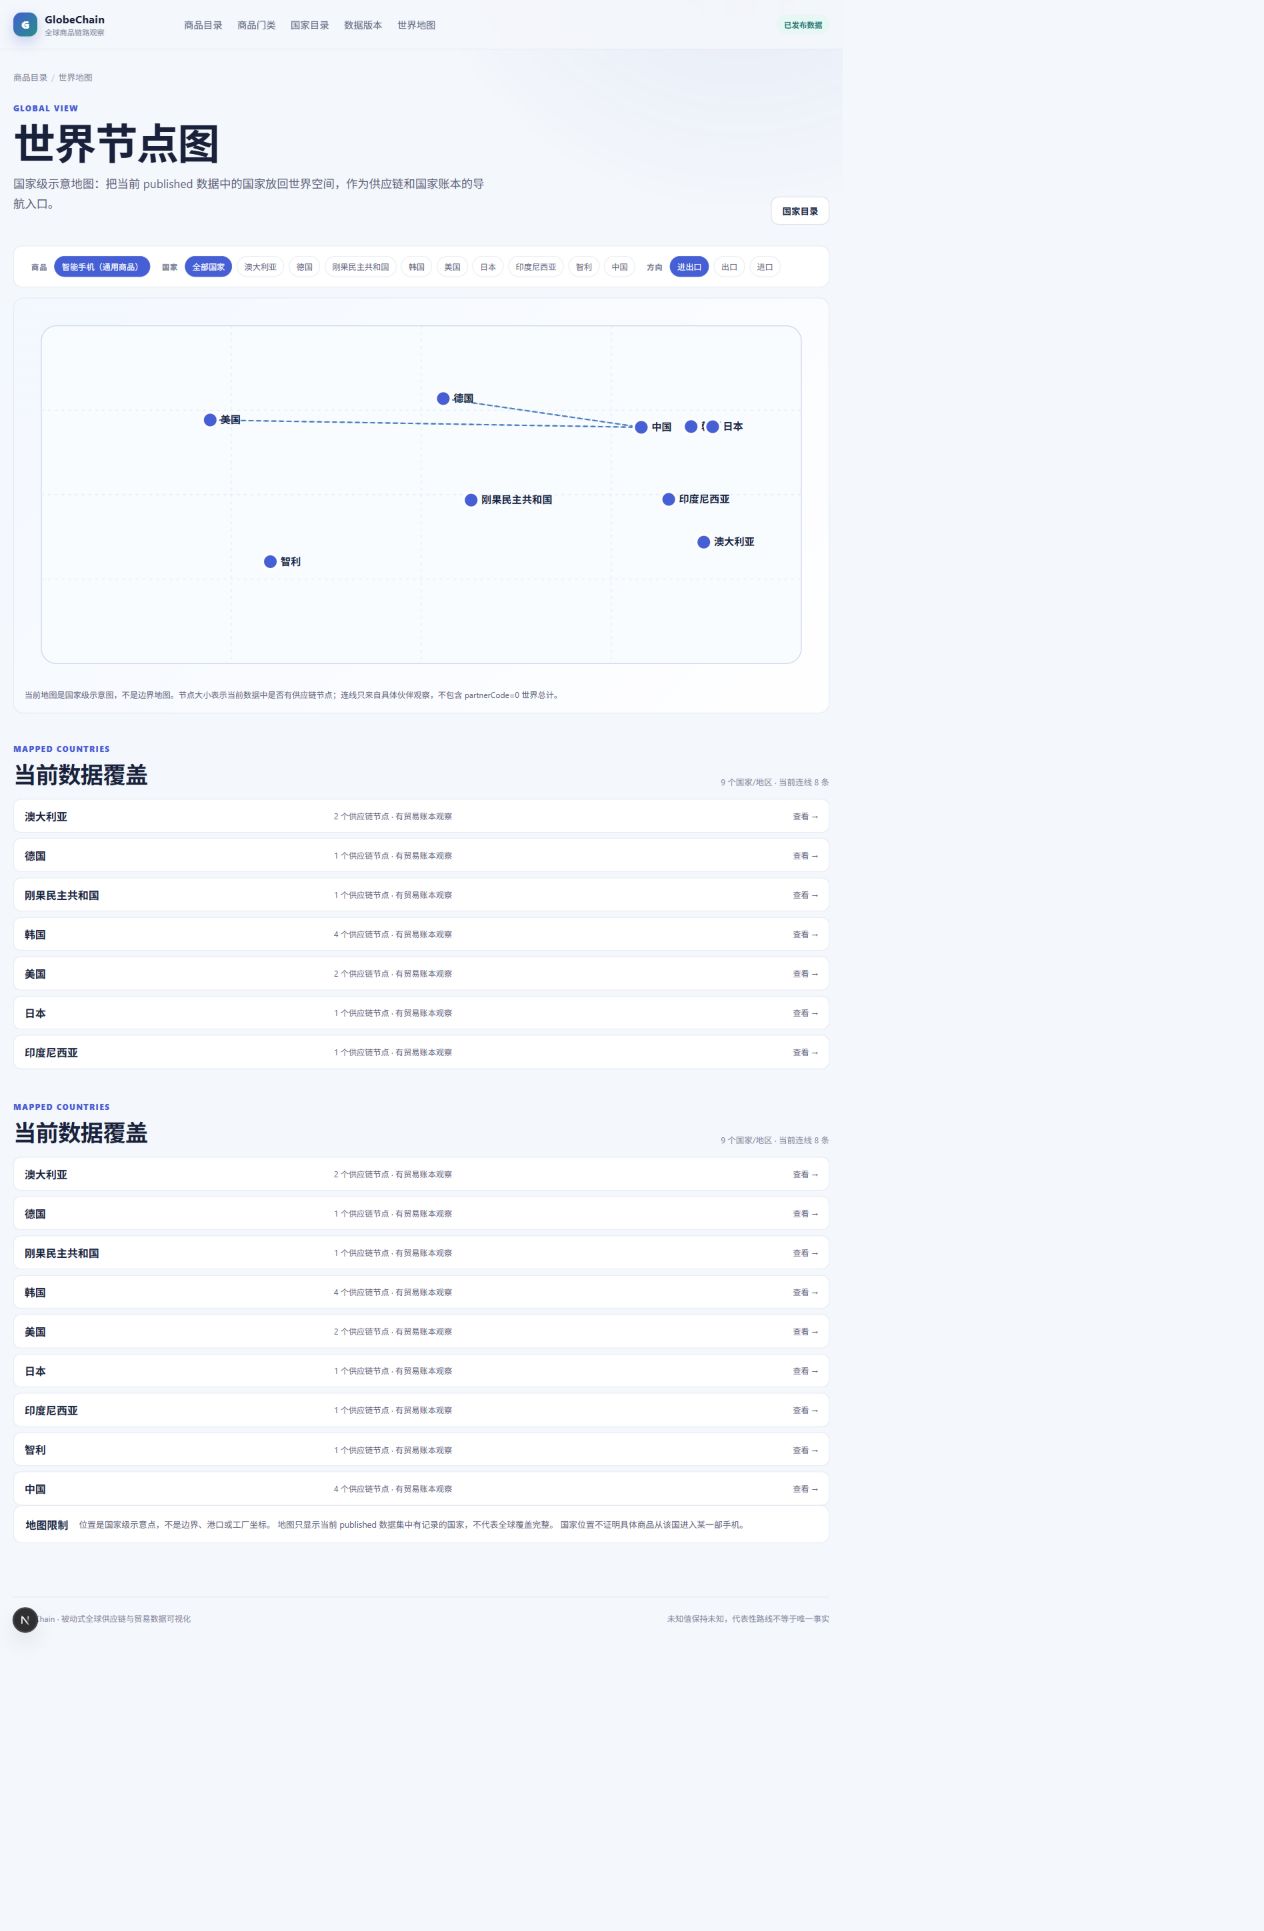 GlobeChain
全球商品链路观察
商品目录 商品门类 国家目录 数据版本 世界地图
已发布数据
商品目录 / 世界地图
GLOBAL VIEW
世界节点图
国家级示意地图：把当前 published 数据中的国家放回世界空间，作为供应链和国家账本的导
航入口。
国家目录
商品 智能手机（通用商品） 国家 全部国家 澳大利亚 德国 刚果民主共和国 韩国 美国 日本 印度尼西亚 智利 中国 方向 进出口 出口 进口
德国
美国
中国 日本
刚果民主共和国 印度尼西亚
澳大利亚
智利
当前地图是国家级示意图，不是边界地图。节点大小表示当前数据中是否有供应链节点；连线只来自具体伙伴观察，不包含 partnerCode=0 世界总计。
MAPPED COUNTRIES
当前数据覆盖
9 个国家/地区 · 当前连线 8 条
澳大利亚 2 个供应链节点 · 有贸易账本观察 查看 →
德国 1 个供应链节点 · 有贸易账本观察 查看 →
刚果民主共和国 1 个供应链节点 · 有贸易账本观察 查看 →
韩国 4 个供应链节点 · 有贸易账本观察 查看 →
美国 2 个供应链节点 · 有贸易账本观察 查看 →
日本 1 个供应链节点 · 有贸易账本观察 查看 →
印度尼西亚 1 个供应链节点 · 有贸易账本观察 查看 →
MAPPED COUNTRIES
当前数据覆盖
9 个国家/地区 · 当前连线 8 条
澳大利亚 2 个供应链节点 · 有贸易账本观察 查看 →
德国 1 个供应链节点 · 有贸易账本观察 查看 →
刚果民主共和国 1 个供应链节点 · 有贸易账本观察 查看 →
韩国 4 个供应链节点 · 有贸易账本观察 查看 →
美国 2 个供应链节点 · 有贸易账本观察 查看 →
日本 1 个供应链节点 · 有贸易账本观察 查看 →
印度尼西亚 1 个供应链节点 · 有贸易账本观察 查看 →
智利 1 个供应链节点 · 有贸易账本观察 查看 →
中国 4 个供应链节点 · 有贸易账本观察 查看 →
地图限制 位置是国家级示意点，不是边界、港口或工厂坐标。 地图只显示当前 published 数据集中有记录的国家，不代表全球覆盖完整。 国家位置不证明具体商品从该国进入某一部手机。
N Chain · 被动式全球供应链与贸易数据可视化
未知值保持未知，代表性路线不等于唯一事实